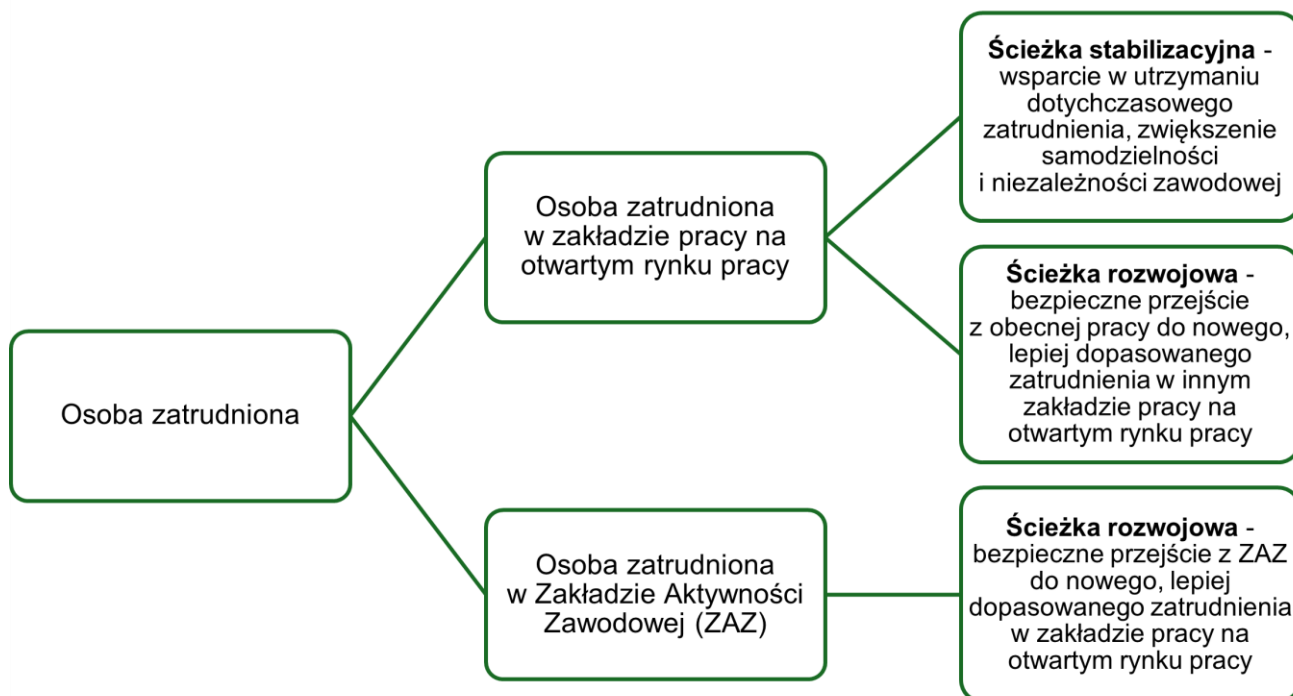 Osoba zatrudniona
Osoba zatrudniona
w zakładzie pracy na
otwartym rynku pracy
Ścieżka stabilizacyjna -
wsparcie w utrzymaniu
dotychczasowego
zatrudnienia, zwiększenie
samodzielności
i niezależności zawodowej
Ścieżka rozwojowa -
bezpieczne przejście
z obecnej pracy do nowego,
lepiej dopasowanego
zatrudnienia w innym
zakładzie pracy na
otwartym rynku pracy
Osoba zatrudniona
w Zakładzie Aktywności
Zawodowej (ZAZ)
Ścieżka rozwojowa -
bezpieczne przejście z ZAZ
do nowego, lepiej
dopasowanego zatrudnienia
w zakładzie pracy na
otwartym rynku pracy